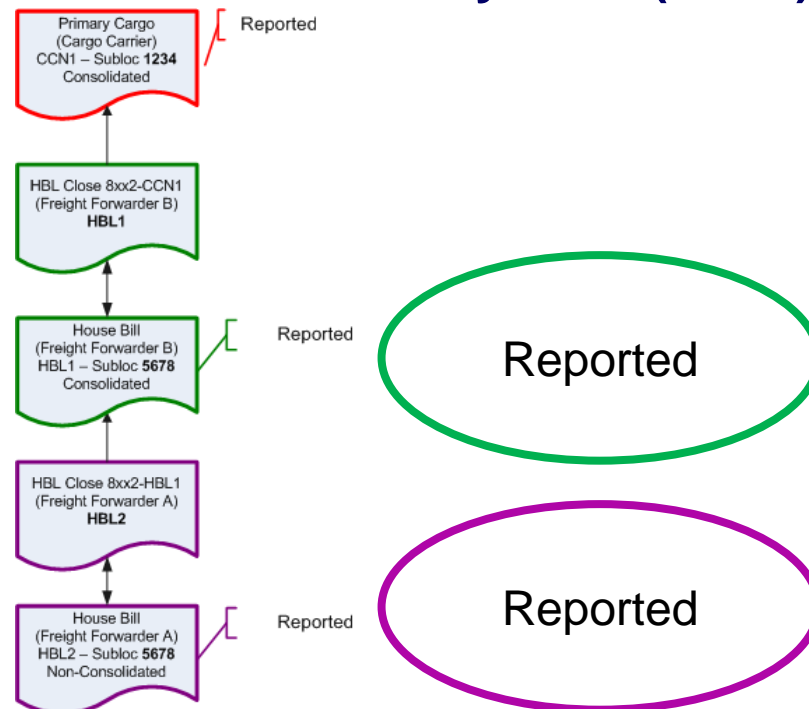 Primary Cargo
(Cargo Carrier)
CCN1 – Subloc 1234
Consolidated
Reported
HBL Close 8xx2-CCN1
(Freight Forwarder B)
HBL1
House Bill
(Freight Forwarder B)
HBL1 – Subloc 5678
Consolidated
Reported
Reported
HBL Close 8xx2-HBL1
(Freight Forwarder A)
HBL2
House Bill
(Freight Forwarder A)
HBL2 – Subloc 5678
Non-Consolidated
Reported
Reported